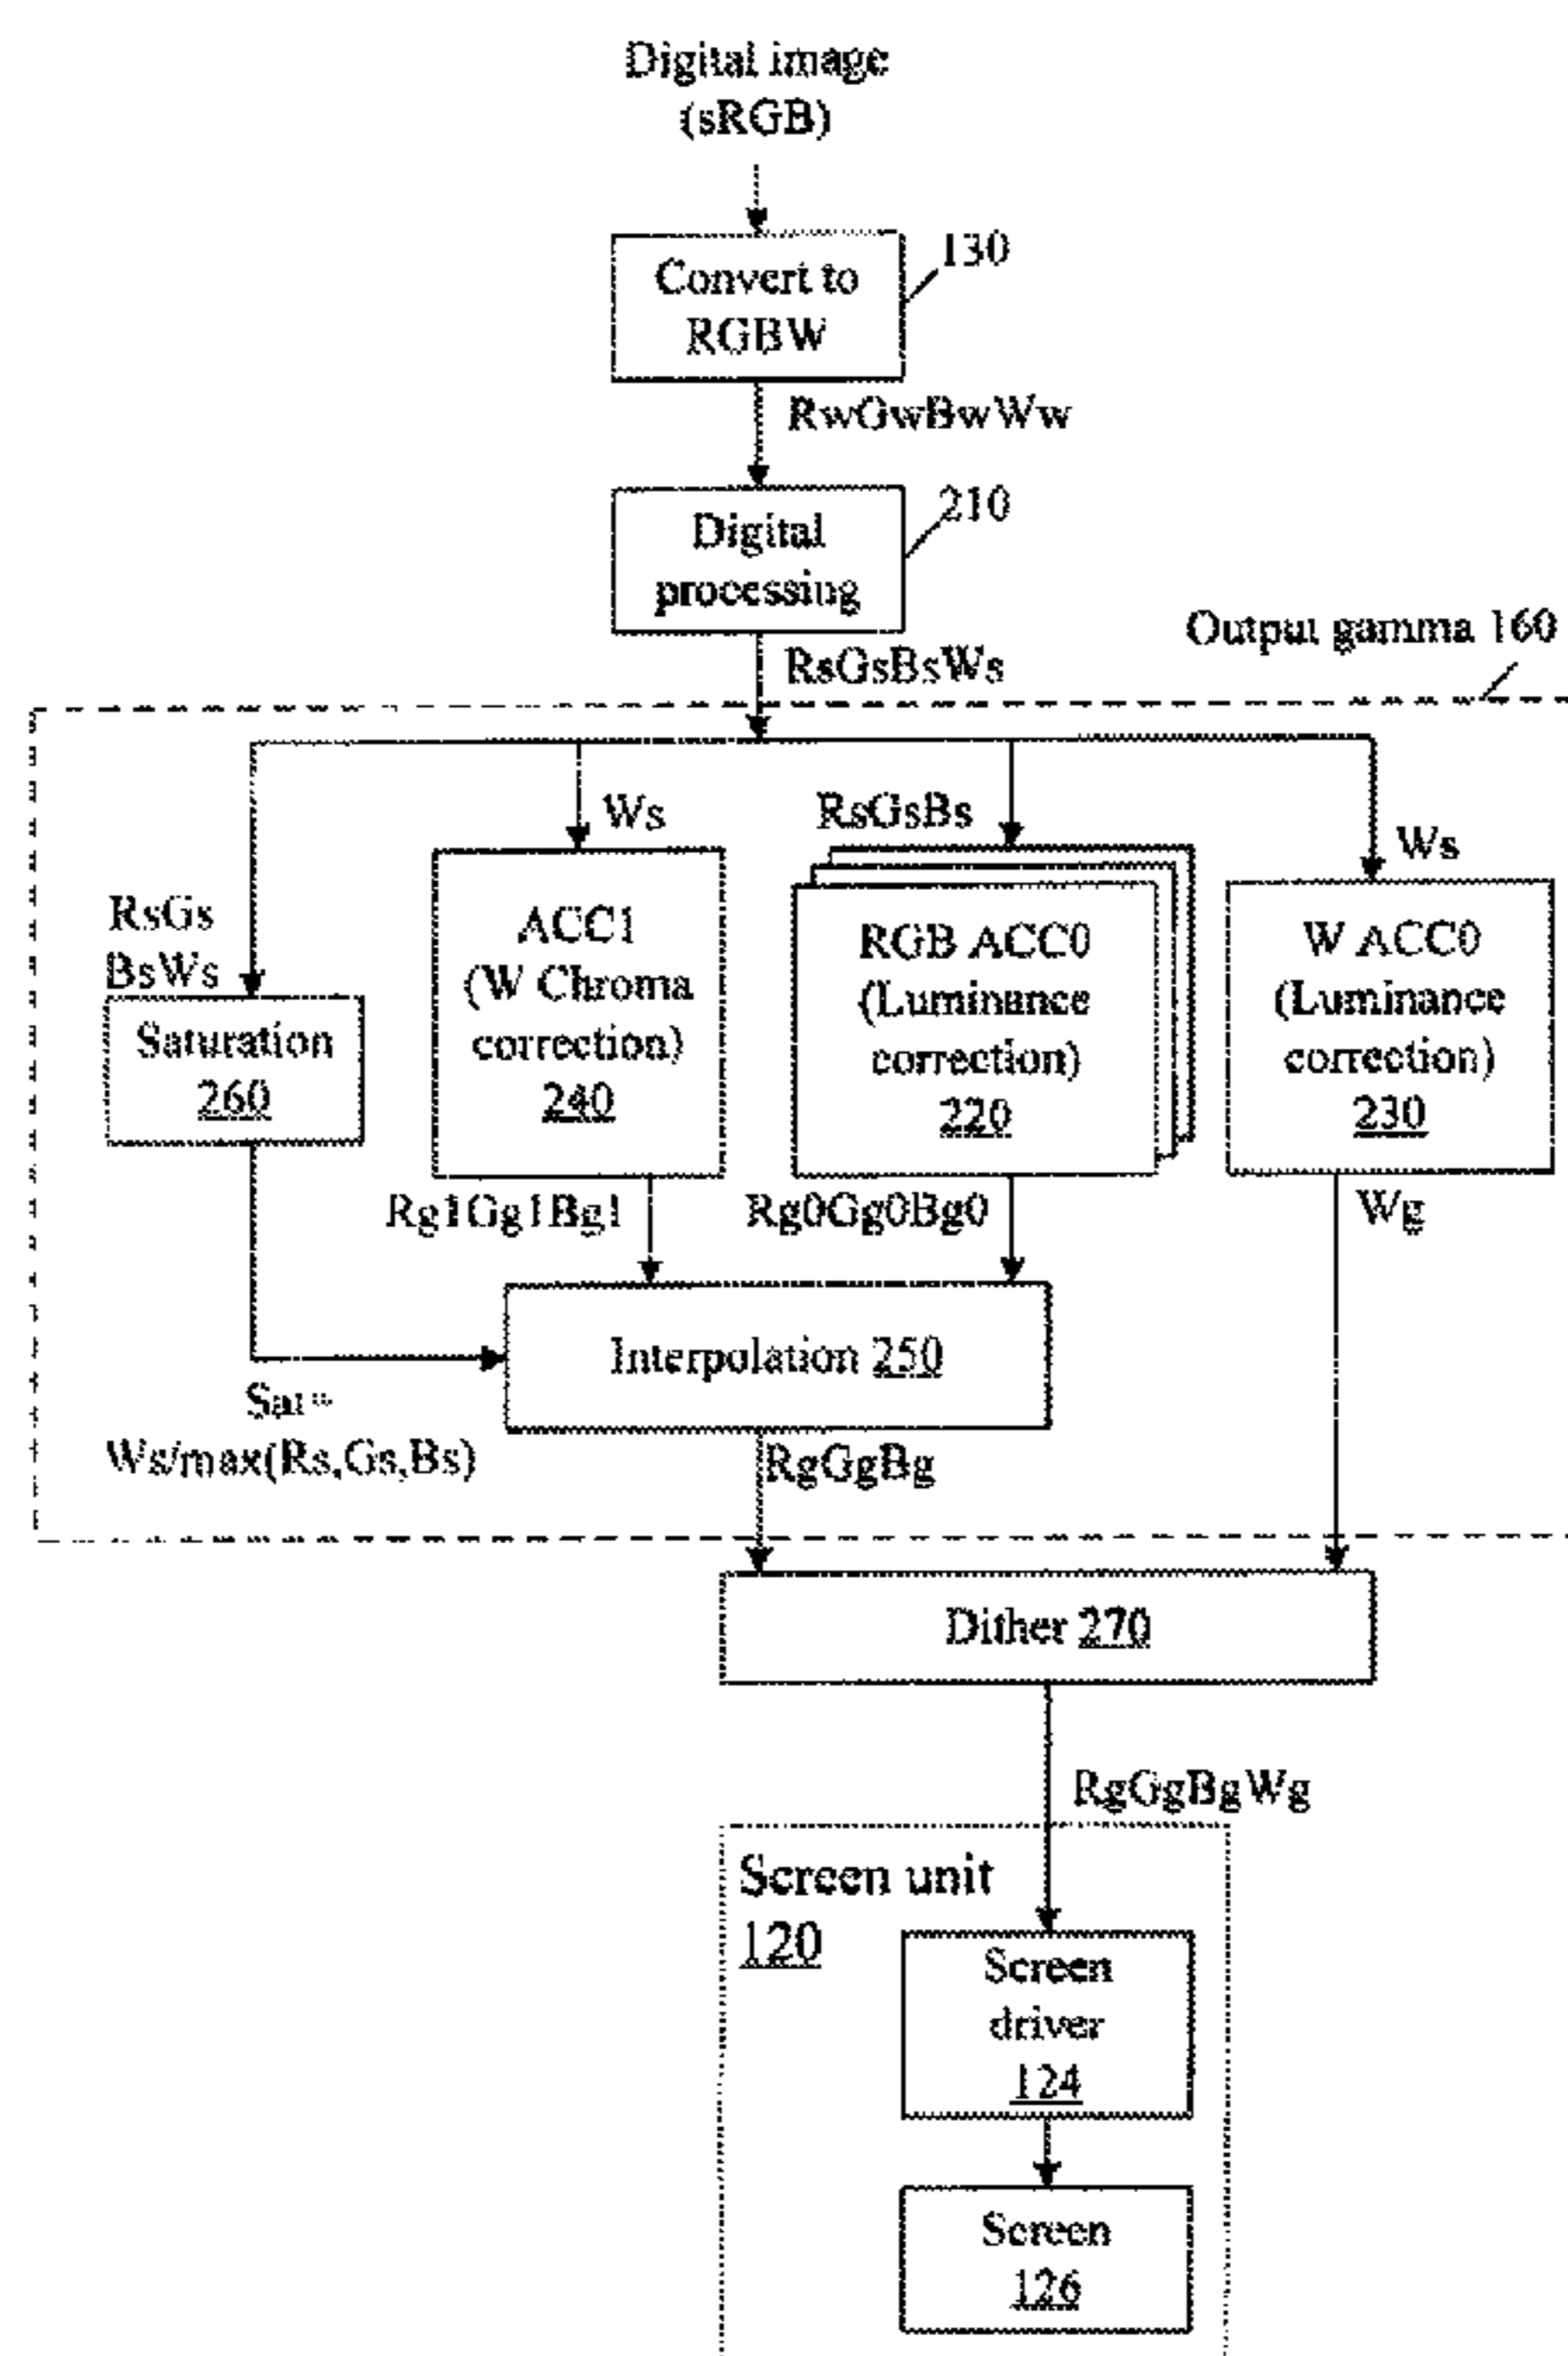 Digital image
(sRGB)
130
Convert to
RGBW
RwGwBwWw
210
Digital
processing
Output gamma 160
RsGsBsWs
Ws
RsGsBs
Ws
RsGs
BsWs
ACC1
(W Chroma
correction)
240
RGB ACC0
(Luminance
correction)
220
W ACC0
(Luminance
correction)
230
Saturation
260
Rg1Gg1Bg1
Rg0Gg0Bg0
Wg
Interpolation 250
Sat=
Ws/max(Rs,Gs,Bs)
RgGgBg
Dither 270
RgGgBgWg
Screen unit
120
Screen
driver
124
Screen
126